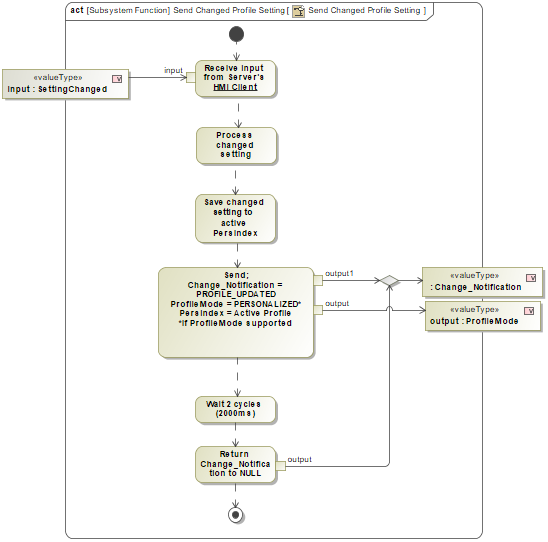 act [Subsystem Function] Send Changed Profile Setting [ Send Changed Profile Setting ]
«valueType»
Input : SettingChanged
V
input
Receive Input
from Server's
HMI Client
Process
changed
setting
Save changed
setting to
active
PersIndex
Send;
Change_Notification =
PROFILE_UPDATED
ProfileMode = PERSONALIZED*
PersIndex = Active Profile
*If ProfileMode supported
output1
output
«valueType»
: Change_Notification
V
«valueType»
output : ProfileMode
V
Wait 2 cycles
(2000ms)
Return
Change_Notifica
tion to NULL
output